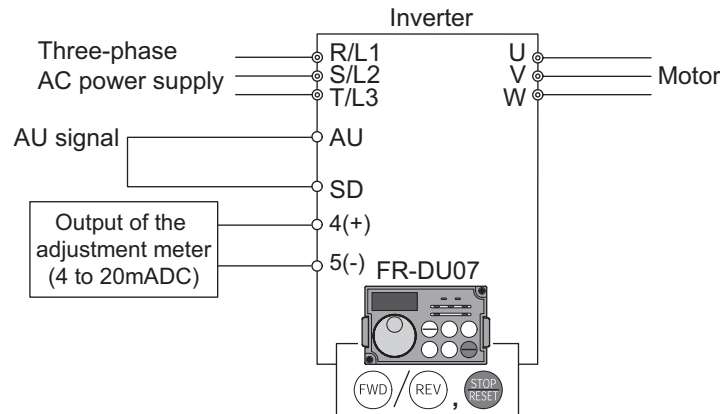 Inverter
Three-phase
AC power supply
R/L1
S/L2
T/L3
U
V
W
Motor
AU signal
AU
SD
Output of the
adjustment meter
(4 to 20mADC)
4(+)
5(-)
FR-DU07
FWD / REV , STOP RESET